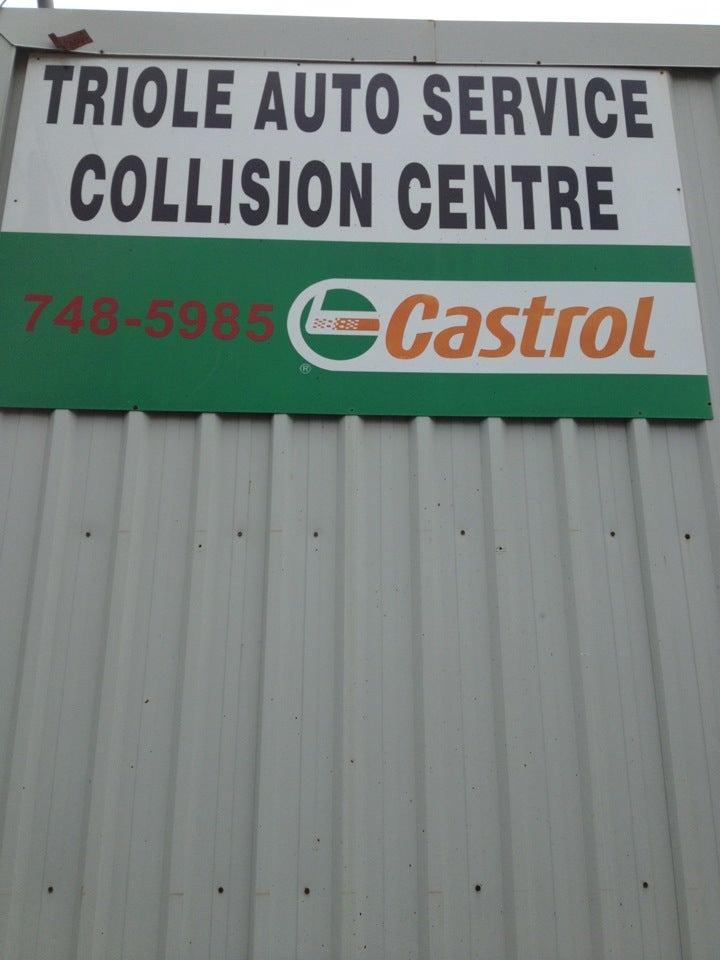 TRIOLE AUTO SERVICE
COLLISION CENTRE
748-5985 Castrol
®